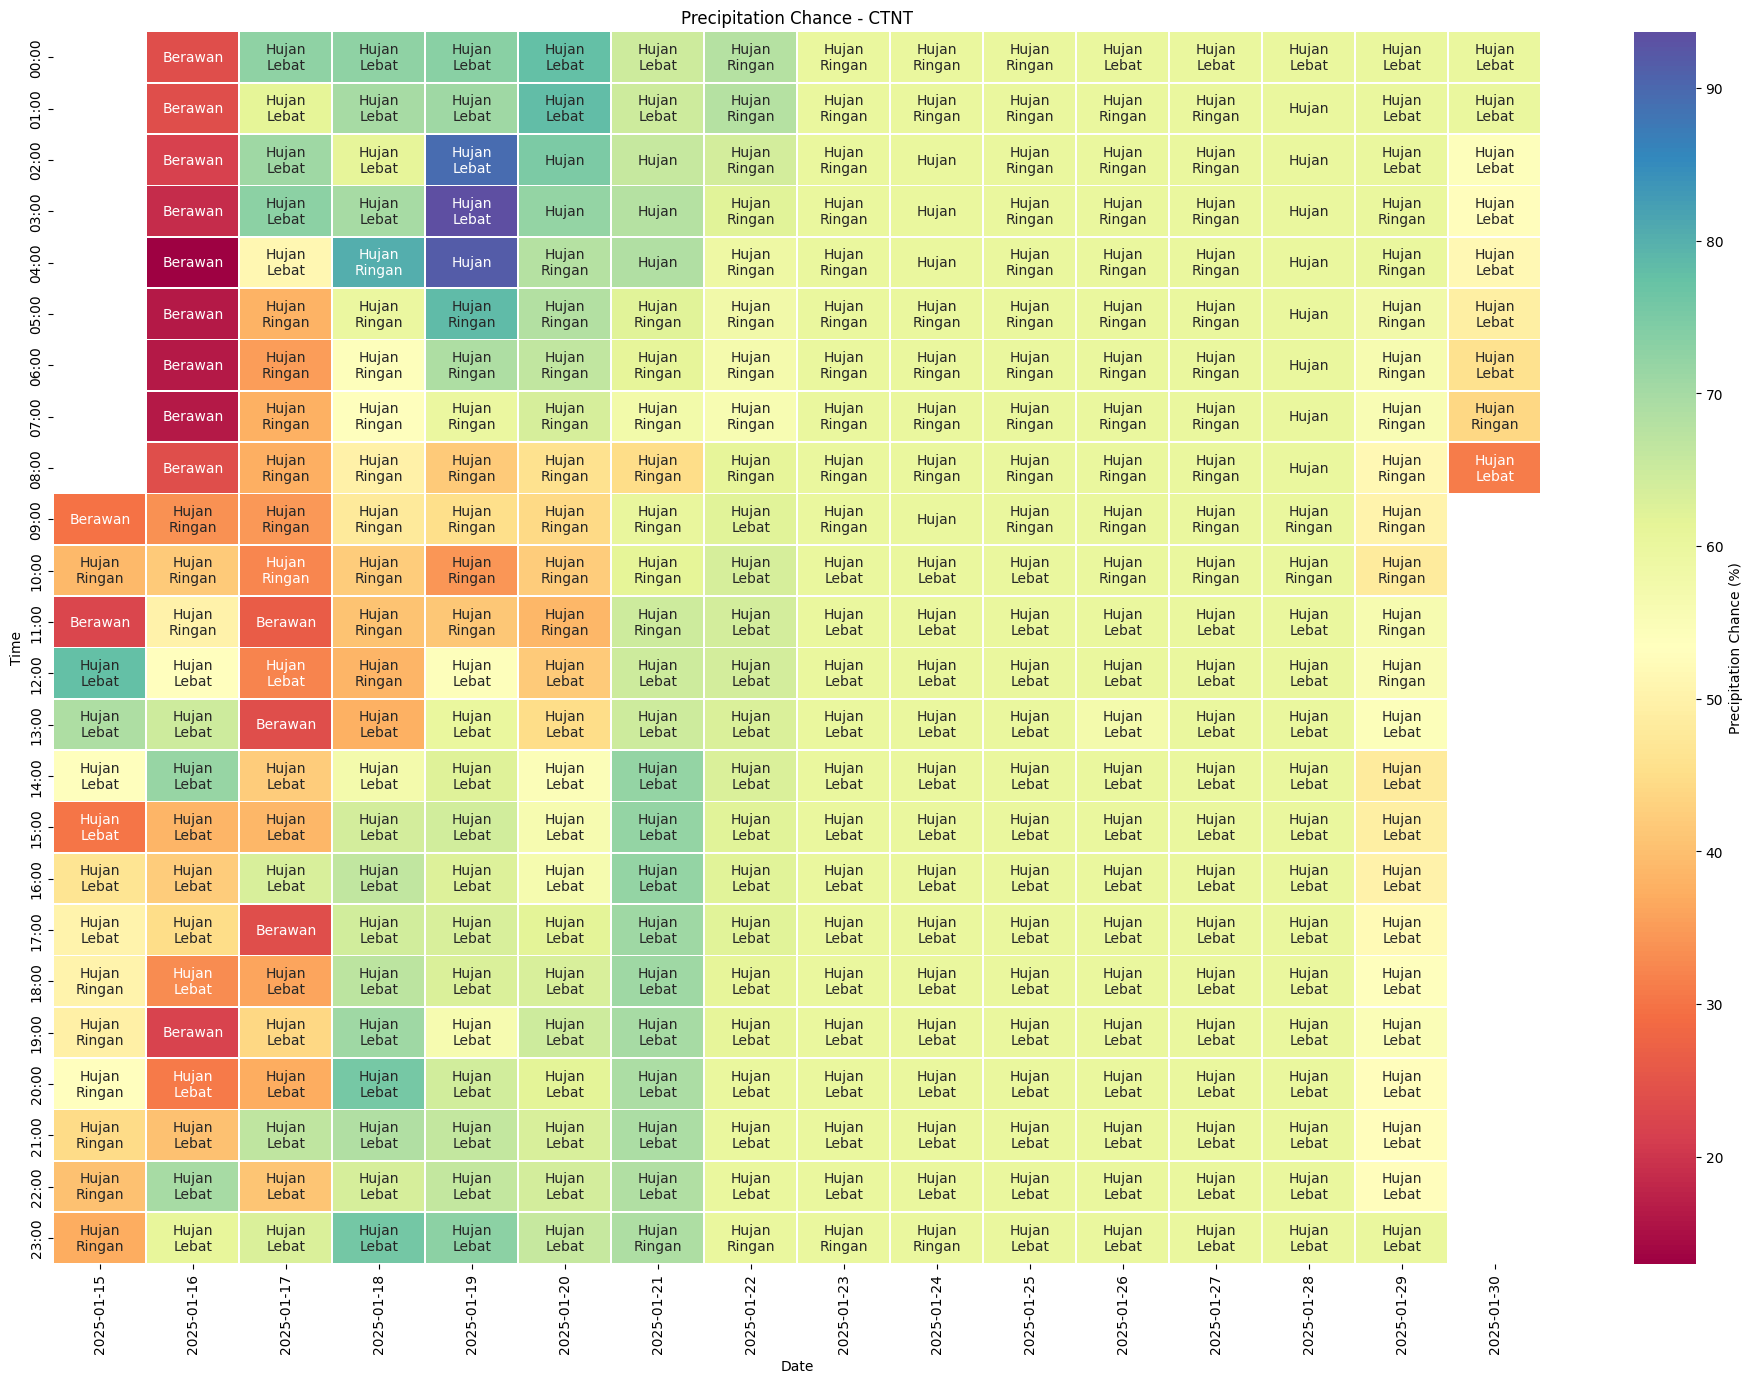 Precipitation Chance - CTNT
00:00 Berawan Hujan Lebat Hujan Lebat Hujan Lebat Hujan Lebat Hujan Lebat Hujan Ringan Hujan Ringan Hujan Ringan Hujan Ringan Hujan Lebat Hujan Lebat Hujan Lebat Hujan Lebat Hujan Lebat
01:00 Berawan Hujan Lebat Hujan Lebat Hujan Lebat Hujan Lebat Hujan Lebat Hujan Ringan Hujan Ringan Hujan Ringan Hujan Ringan Hujan Ringan Hujan Ringan Hujan Hujan Lebat Hujan Lebat
02:00 Berawan Hujan Lebat Hujan Lebat Hujan Lebat Hujan Hujan Hujan Ringan Hujan Ringan Hujan Hujan Ringan Hujan Ringan Hujan Ringan Hujan Hujan Lebat Hujan Lebat
03:00 Berawan Hujan Lebat Hujan Lebat Hujan Lebat Hujan Hujan Hujan Ringan Hujan Ringan Hujan Hujan Ringan Hujan Ringan Hujan Ringan Hujan Hujan Ringan Hujan Lebat
04:00 Berawan Hujan Lebat Hujan Ringan Hujan Hujan Ringan Hujan Hujan Ringan Hujan Ringan Hujan Hujan Ringan Hujan Ringan Hujan Ringan Hujan Hujan Ringan Hujan Lebat
05:00 Berawan Hujan Ringan Hujan Ringan Hujan Ringan Hujan Ringan Hujan Ringan Hujan Ringan Hujan Ringan Hujan Ringan Hujan Ringan Hujan Ringan Hujan Ringan Hujan Hujan Ringan Hujan Lebat
06:00 Berawan Hujan Ringan Hujan Ringan Hujan Ringan Hujan Ringan Hujan Ringan Hujan Ringan Hujan Ringan Hujan Ringan Hujan Ringan Hujan Ringan Hujan Ringan Hujan Hujan Ringan Hujan Lebat
07:00 Berawan Hujan Ringan Hujan Ringan Hujan Ringan Hujan Ringan Hujan Ringan Hujan Ringan Hujan Ringan Hujan Ringan Hujan Ringan Hujan Ringan Hujan Ringan Hujan Hujan Ringan Hujan Ringan
08:00 Berawan Hujan Ringan Hujan Ringan Hujan Ringan Hujan Ringan Hujan Ringan Hujan Ringan Hujan Ringan Hujan Ringan Hujan Ringan Hujan Ringan Hujan Ringan Hujan Hujan Ringan Hujan Lebat
09:00 Berawan Hujan Ringan Hujan Ringan Hujan Ringan Hujan Ringan Hujan Ringan Hujan Ringan Hujan Lebat Hujan Ringan Hujan Hujan Ringan Hujan Ringan Hujan Ringan Hujan Ringan Hujan Ringan
10:00 Hujan Ringan Hujan Ringan Hujan Ringan Hujan Ringan Hujan Ringan Hujan Ringan Hujan Ringan Hujan Lebat Hujan Lebat Hujan Lebat Hujan Lebat Hujan Ringan Hujan Ringan Hujan Ringan Hujan Ringan
11:00 Berawan Hujan Ringan Berawan Hujan Ringan Hujan Ringan Hujan Ringan Hujan Ringan Hujan Lebat Hujan Lebat Hujan Lebat Hujan Lebat Hujan Lebat Hujan Lebat Hujan Lebat Hujan Ringan
12:00 Hujan Lebat Hujan Lebat Hujan Lebat Hujan Ringan Hujan Lebat Hujan Lebat Hujan Lebat Hujan Lebat Hujan Lebat Hujan Lebat Hujan Lebat Hujan Lebat Hujan Lebat Hujan Lebat Hujan Ringan
13:00 Hujan Lebat Hujan Lebat Berawan Hujan Lebat Hujan Lebat Hujan Lebat Hujan Lebat Hujan Lebat Hujan Lebat Hujan Lebat Hujan Lebat Hujan Lebat Hujan Lebat Hujan Lebat Hujan Lebat
14:00 Hujan Lebat Hujan Lebat Hujan Lebat Hujan Lebat Hujan Lebat Hujan Lebat Hujan Lebat Hujan Lebat Hujan Lebat Hujan Lebat Hujan Lebat Hujan Lebat Hujan Lebat Hujan Lebat Hujan Lebat
15:00 Hujan Lebat Hujan Lebat Hujan Lebat Hujan Lebat Hujan Lebat Hujan Lebat Hujan Lebat Hujan Lebat Hujan Lebat Hujan Lebat Hujan Lebat Hujan Lebat Hujan Lebat Hujan Lebat Hujan Lebat
16:00 Hujan Lebat Hujan Lebat Hujan Lebat Hujan Lebat Hujan Lebat Hujan Lebat Hujan Lebat Hujan Lebat Hujan Lebat Hujan Lebat Hujan Lebat Hujan Lebat Hujan Lebat Hujan Lebat Hujan Lebat
17:00 Hujan Lebat Hujan Lebat Berawan Hujan Lebat Hujan Lebat Hujan Lebat Hujan Lebat Hujan Lebat Hujan Lebat Hujan Lebat Hujan Lebat Hujan Lebat Hujan Lebat Hujan Lebat Hujan Lebat
18:00 Hujan Ringan Hujan Lebat Hujan Lebat Hujan Lebat Hujan Lebat Hujan Lebat Hujan Lebat Hujan Lebat Hujan Lebat Hujan Lebat Hujan Lebat Hujan Lebat Hujan Lebat Hujan Lebat Hujan Lebat
19:00 Hujan Ringan Berawan Hujan Lebat Hujan Lebat Hujan Lebat Hujan Lebat Hujan Lebat Hujan Lebat Hujan Lebat Hujan Lebat Hujan Lebat Hujan Lebat Hujan Lebat Hujan Lebat Hujan Lebat
20:00 Hujan Ringan Hujan Lebat Hujan Lebat Hujan Lebat Hujan Lebat Hujan Lebat Hujan Lebat Hujan Lebat Hujan Lebat Hujan Lebat Hujan Lebat Hujan Lebat Hujan Lebat Hujan Lebat Hujan Lebat
21:00 Hujan Ringan Hujan Lebat Hujan Lebat Hujan Lebat Hujan Lebat Hujan Lebat Hujan Lebat Hujan Lebat Hujan Lebat Hujan Lebat Hujan Lebat Hujan Lebat Hujan Lebat Hujan Lebat Hujan Lebat
22:00 Hujan Ringan Hujan Lebat Hujan Lebat Hujan Lebat Hujan Lebat Hujan Lebat Hujan Lebat Hujan Lebat Hujan Lebat Hujan Lebat Hujan Lebat Hujan Lebat Hujan Lebat Hujan Lebat Hujan Lebat
23:00 Hujan Ringan Hujan Lebat Hujan Lebat Hujan Lebat Hujan Lebat Hujan Lebat Hujan Ringan Hujan Ringan Hujan Ringan Hujan Ringan Hujan Lebat Hujan Lebat Hujan Lebat Hujan Lebat Hujan Lebat
Time
2025-01-15 2025-01-16 2025-01-17 2025-01-18 2025-01-19 2025-01-20 2025-01-21 2025-01-22 2025-01-23 2025-01-24 2025-01-25 2025-01-26 2025-01-27 2025-01-28 2025-01-29 2025-01-30
Date
90
80
70
60
50
40
30
20
Precipitation Chance (%)